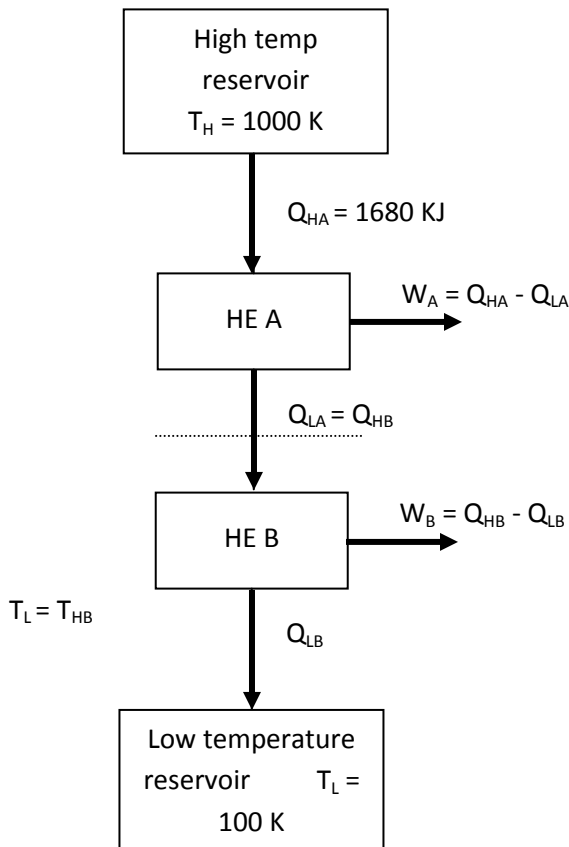 High temp
reservoir
T_H = 1000 K
Q_HA = 1680 KJ
W_A = Q_HA - Q_LA
HE A
Q_LA = Q_HB
W_B = Q_HB - Q_LB
HE B
T_L = T_HB
Q_LB
Low temperature
reservoir T_L =
100 K